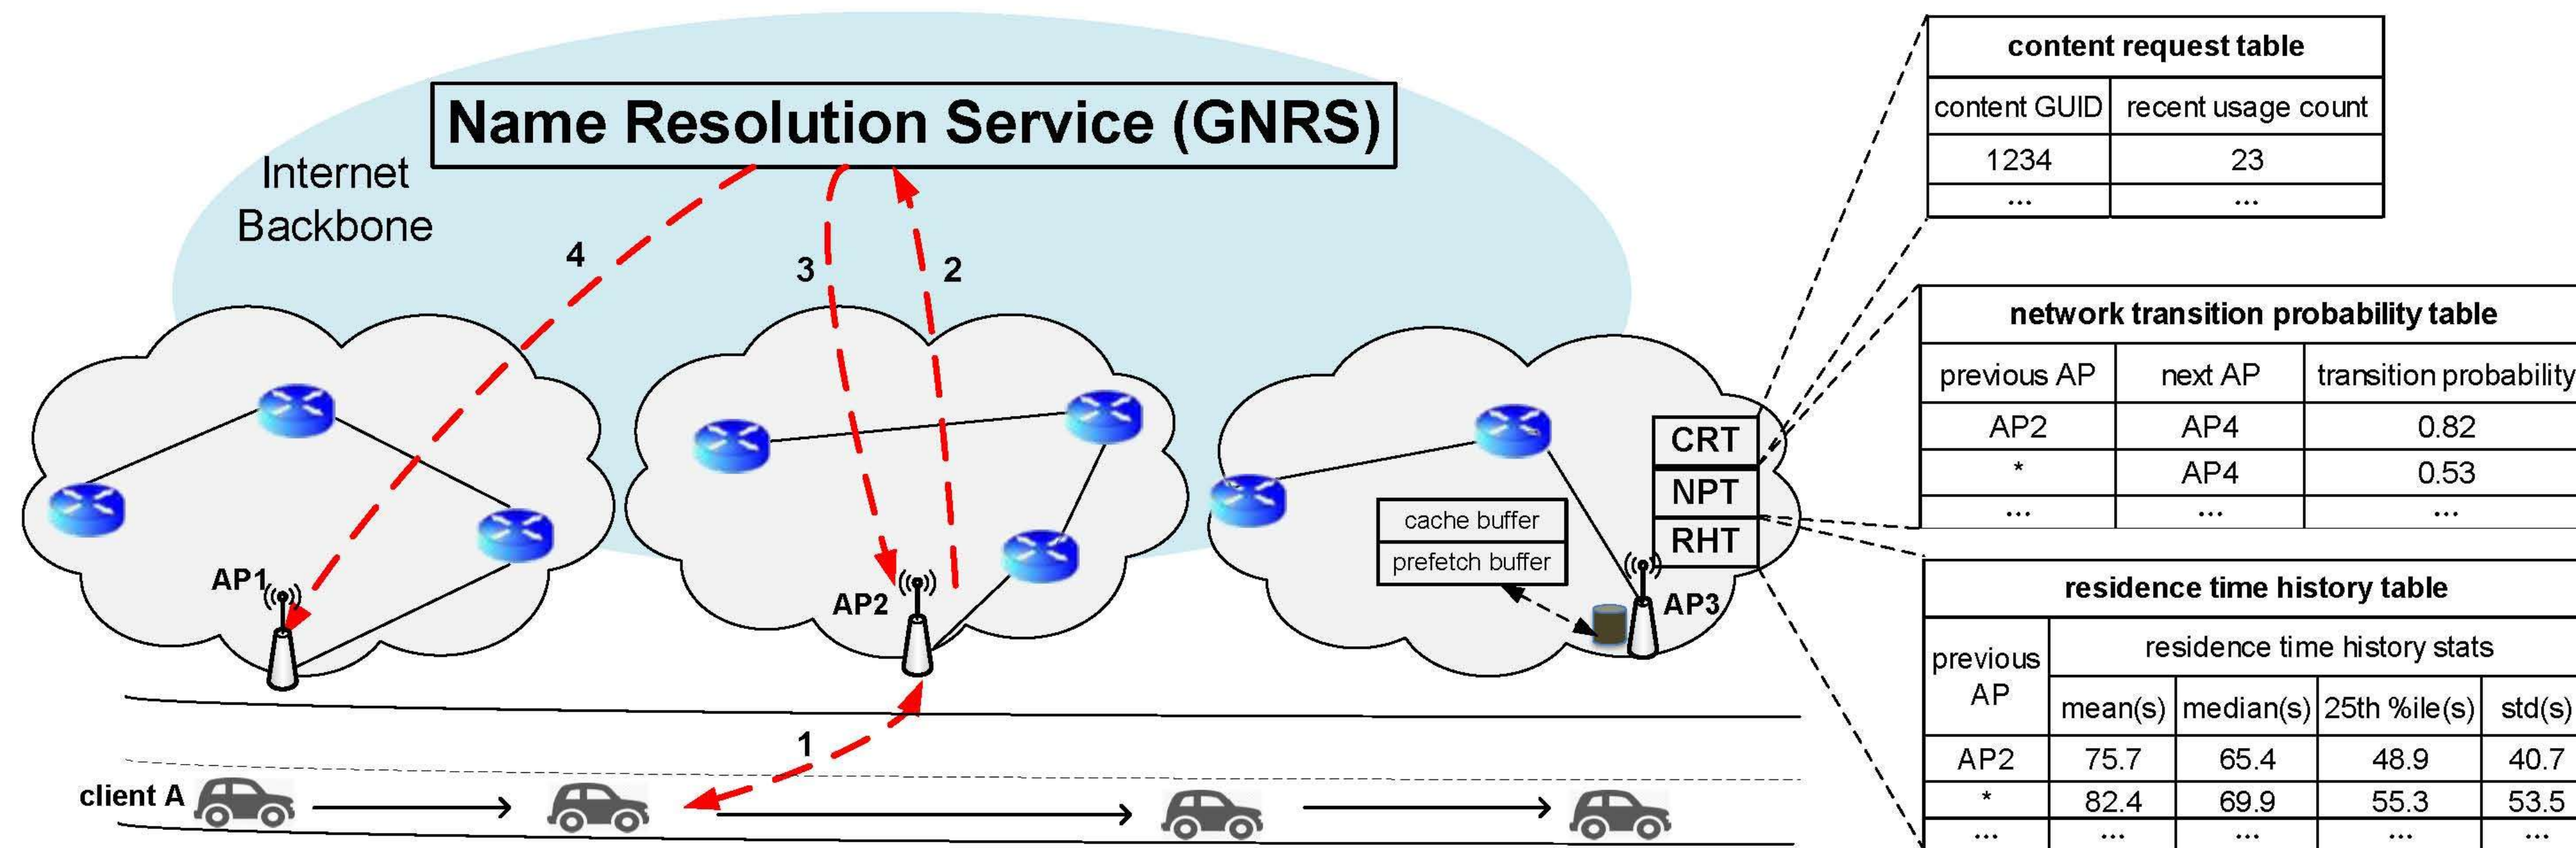 Name Resolution Service (GNRS)
Internet
Backbone
4
3
2
AP1
AP2
cache buffer
prefetch buffer
CRT
NPT
RHT
AP3
1
client A
content request table
content GUID recent usage count
1234 23
... ...
network transition probability table
previous AP next AP transition probability
AP2 AP4 0.82
* AP4 0.53
... ... ...
residence time history table
previous
AP
residence time history stats
mean(s) median(s) 25th %ile(s) std(s)
AP2 75.7 65.4 48.9 40.7
* 82.4 69.9 55.3 53.5
... ... ... ... ...